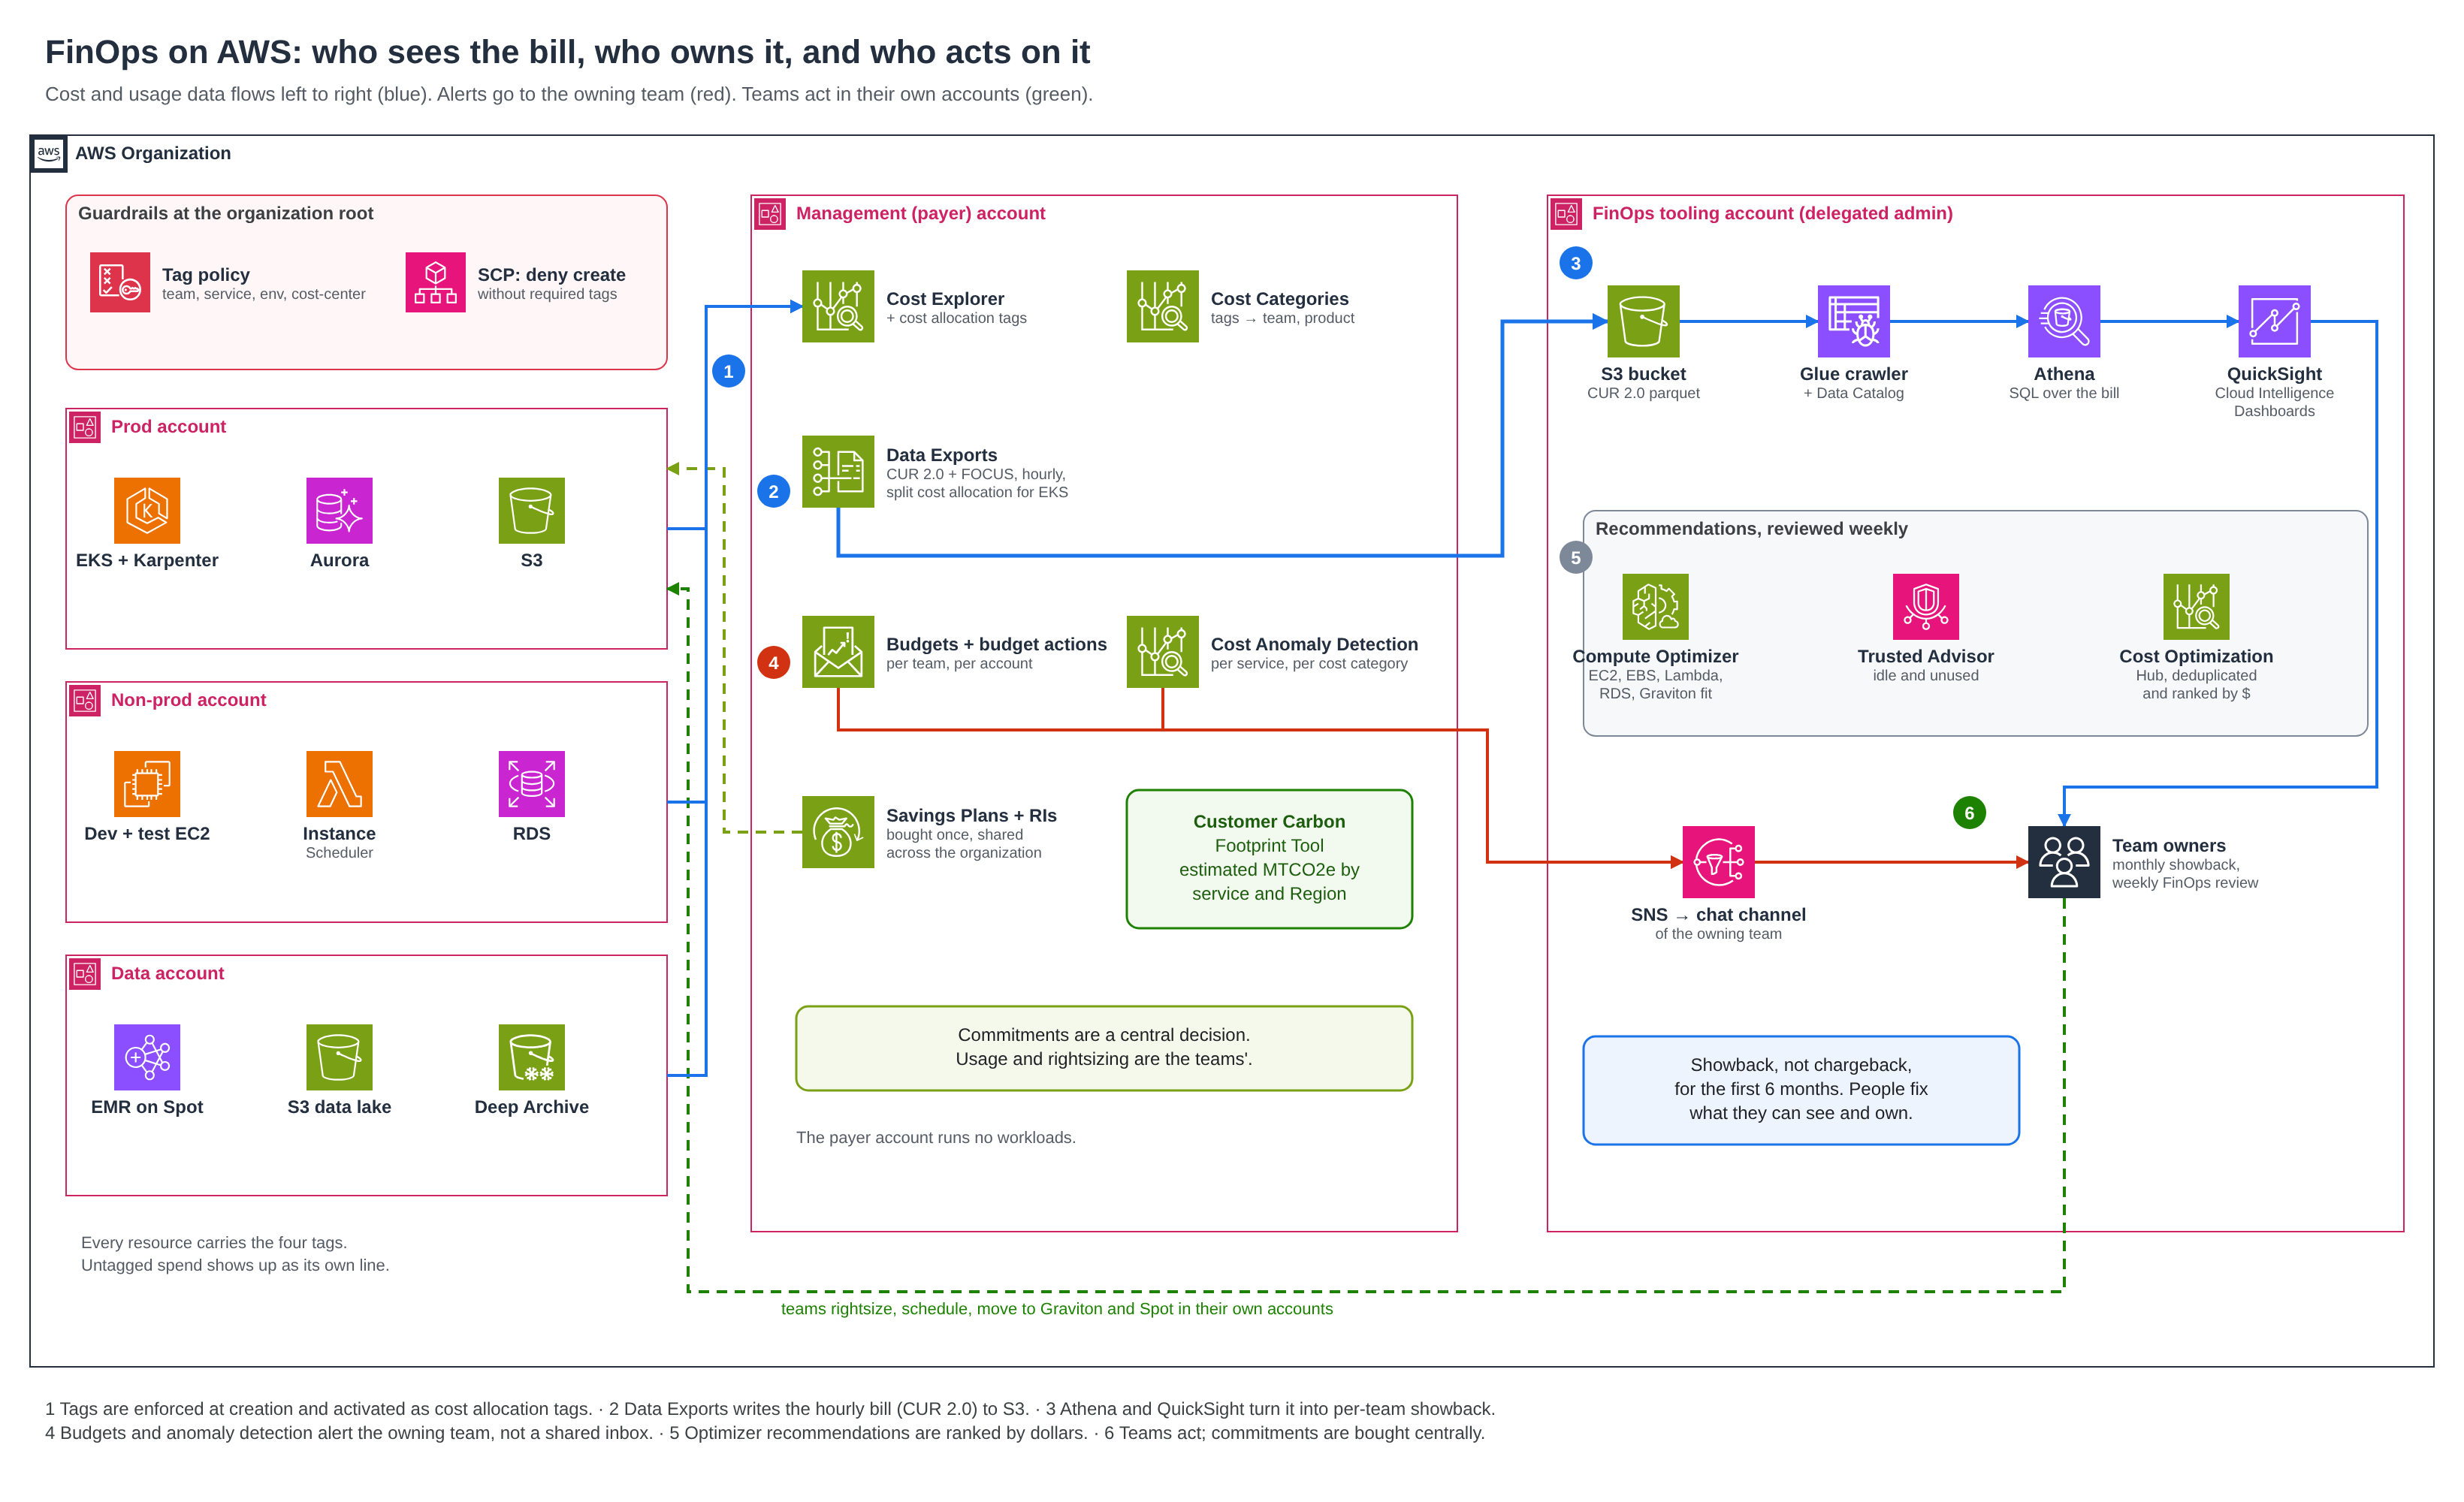 FinOps on AWS: who sees the bill, who owns it, and who acts on it
Cost and usage data flows left to right (blue). Alerts go to the owning team (red). Teams act in their own accounts (green).
aws
AWS Organization
Guardrails at the organization root
Tag policy
team, service, env, cost-center
SCP: deny create
without required tags
Prod account
EKS + Karpenter
Aurora
S3
Non-prod account
Dev + test EC2
Instance
Scheduler
RDS
Data account
EMR on Spot
S3 data lake
Deep Archive
Every resource carries the four tags.
Untagged spend shows up as its own line.
1
Management (payer) account
Cost Explorer
+ cost allocation tags
Cost Categories
tags → team, product
2
Data Exports
CUR 2.0 + FOCUS, hourly,
split cost allocation for EKS
4
Budgets + budget actions
per team, per account
Cost Anomaly Detection
per service, per cost category
Savings Plans + RIs
bought once, shared
across the organization
Customer Carbon
Footprint Tool
estimated MTCO2e by
service and Region
Commitments are a central decision.
Usage and rightsizing are the teams'.
The payer account runs no workloads.
FinOps tooling account (delegated admin)
3
S3 bucket
CUR 2.0 parquet
Glue crawler
+ Data Catalog
Athena
SQL over the bill
QuickSight
Cloud Intelligence
Dashboards
Recommendations, reviewed weekly
5
Compute Optimizer
EC2, EBS, Lambda,
RDS, Graviton fit
Trusted Advisor
idle and unused
Cost Optimization
Hub, deduplicated
and ranked by $
6
SNS → chat channel
of the owning team
Team owners
monthly showback,
weekly FinOps review
Showback, not chargeback,
for the first 6 months. People fix
what they can see and own.
teams rightsize, schedule, move to Graviton and Spot in their own accounts
1 Tags are enforced at creation and activated as cost allocation tags. · 2 Data Exports writes the hourly bill (CUR 2.0) to S3. · 3 Athena and QuickSight turn it into per-team showback.
4 Budgets and anomaly detection alert the owning team, not a shared inbox. · 5 Optimizer recommendations are ranked by dollars. · 6 Teams act; commitments are bought centrally.